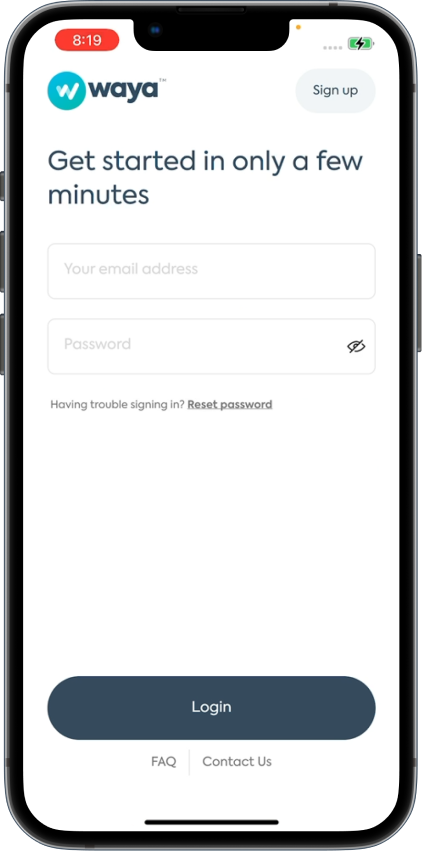 8:19
waya™
Sign up
Get started in only a few
minutes
Your email address
Password
Having trouble signing in? Reset password
Login
FAQ
Contact Us